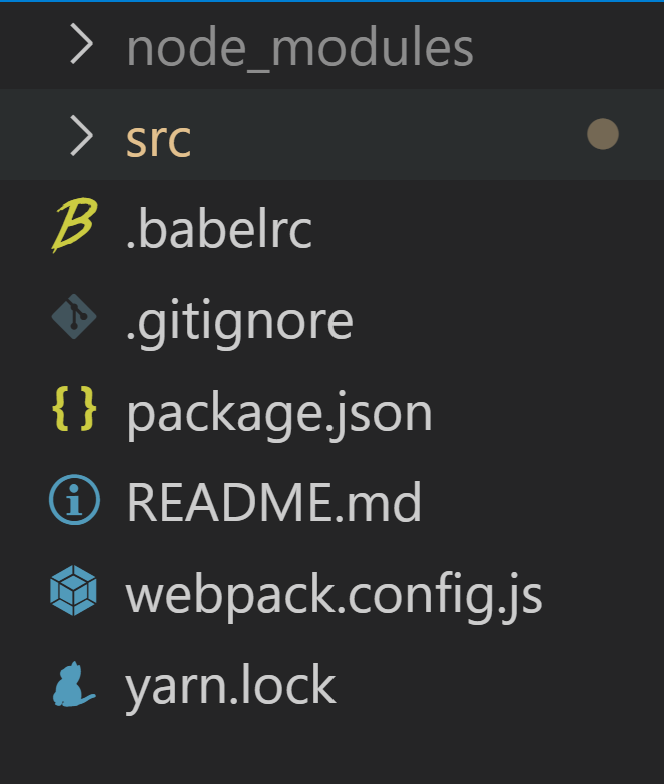 node_modules
src
.babelrc
.gitignore
package.json
README.md
webpack.config.js
yarn.lock